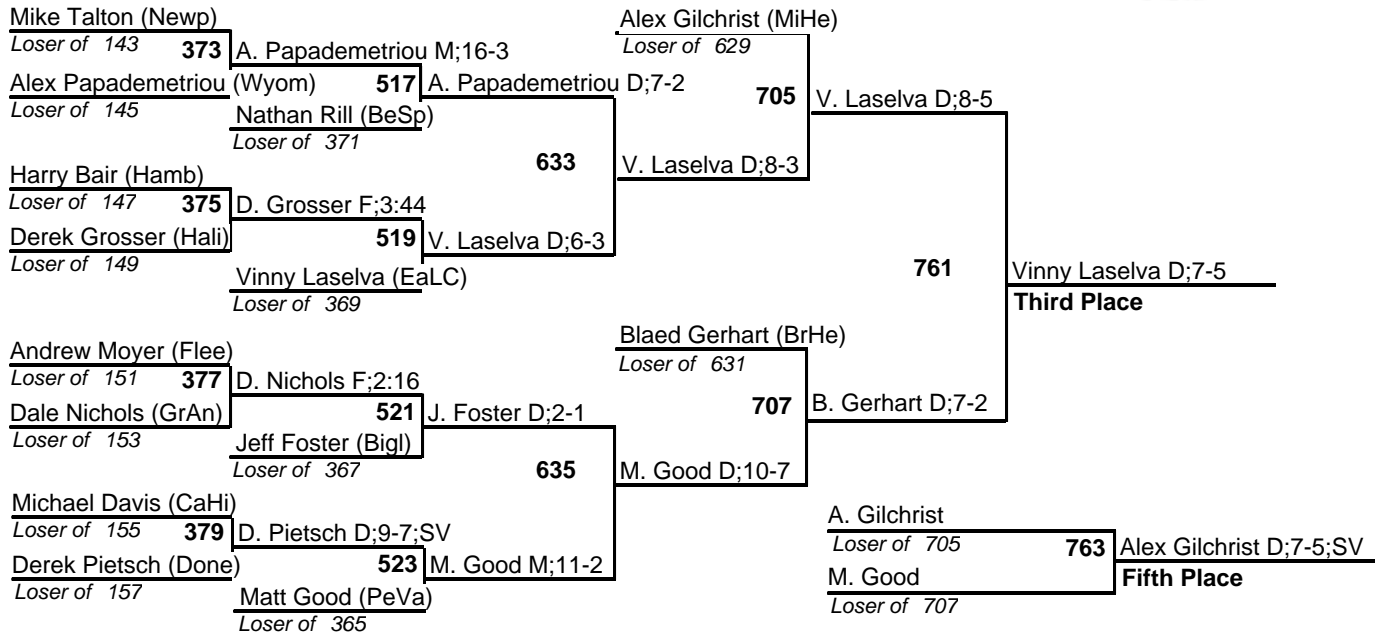 Mike Talton (Newp)
Loser of 143
373
A. Papademetriou M;16-3
Alex Papademetriou (Wyom)
Loser of 145
517
A. Papademetriou D;7-2
Nathan Rill (BeSp)
Loser of 371
633
V. Laselva D;8-3
Harry Bair (Hamb)
Loser of 147
375
D. Grosser F;3:44
Derek Grosser (Hali)
Loser of 149
519
V. Laselva D;6-3
Vinny Laselva (EaLC)
Loser of 369
Alex Gilchrist (MiHe)
Loser of 629
705
V. Laselva D;8-5
761
Vinny Laselva D;7-5
Third Place
Andrew Moyer (Flee)
Loser of 151
377
D. Nichols F;2:16
Dale Nichols (GrAn)
Loser of 153
521
J. Foster D;2-1
Jeff Foster (Bigl)
Loser of 367
635
M. Good D;10-7
Michael Davis (CaHi)
Loser of 155
379
D. Pietsch D;9-7;SV
Derek Pietsch (Done)
Loser of 157
523
M. Good M;11-2
Matt Good (PeVa)
Loser of 365
Blaed Gerhart (BrHe)
Loser of 631
707
B. Gerhart D;7-2
A. Gilchrist
Loser of 705
763
Alex Gilchrist D;7-5;SV
Fifth Place
M. Good
Loser of 707